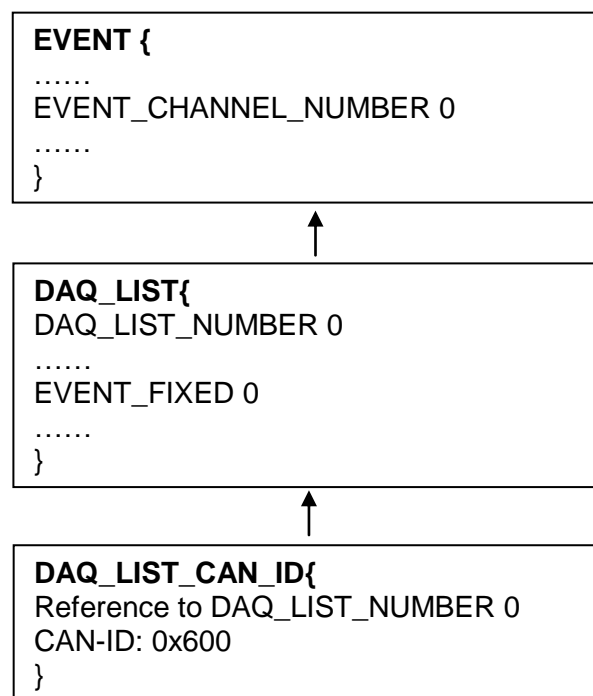 EVENT {
……
EVENT_CHANNEL_NUMBER 0
……
}
DAQ_LIST{
DAQ_LIST_NUMBER 0
……
EVENT_FIXED 0
……
}
DAQ_LIST_CAN_ID{
Reference to DAQ_LIST_NUMBER 0
CAN-ID: 0x600
}